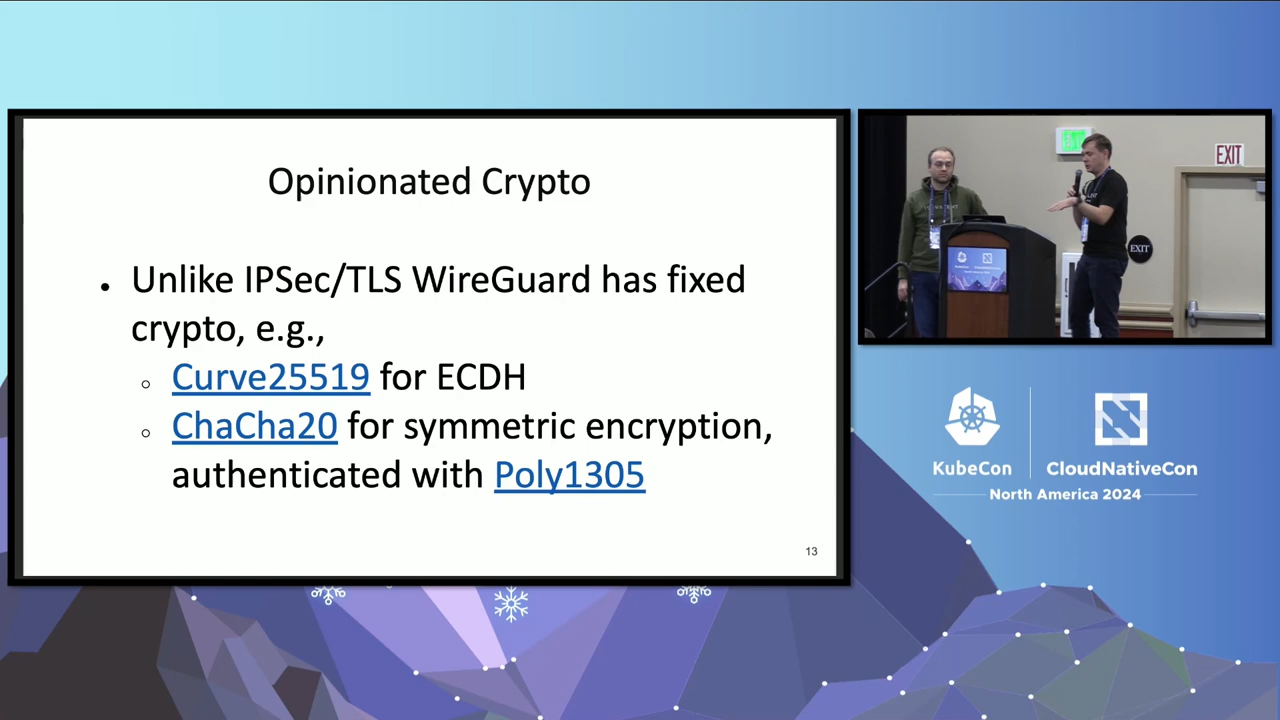 Opinionated Crypto
Unlike IPSec/TLS WireGuard has fixed
crypto, e.g.,
Curve25519 for ECDH
ChaCha20 for symmetric encryption,
authenticated with Poly1305
13
EXIT
EXIT
KubeCon
CloudNativeCon
North America 2024